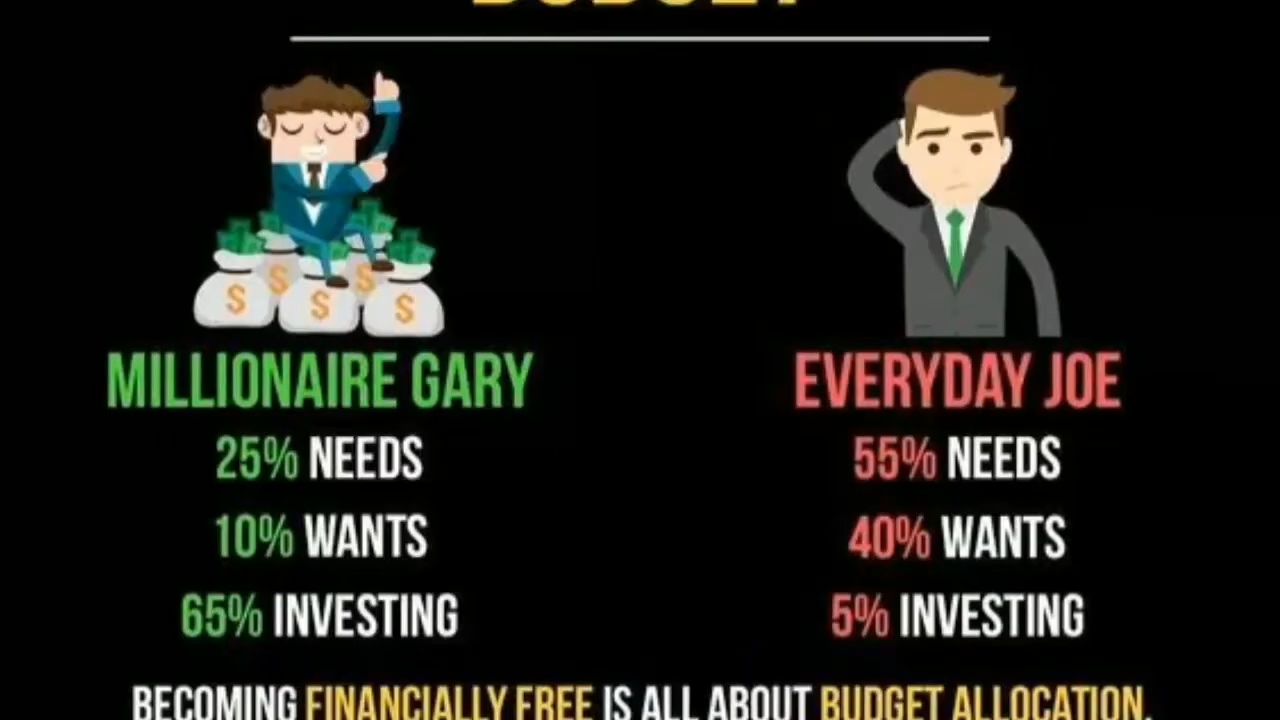 BUDGET
MILLIONAIRE GARY
25% NEEDS
10% WANTS
65% INVESTING
EVERYDAY JOE
55% NEEDS
40% WANTS
5% INVESTING
BECOMING FINANCIALLY FREE IS ALL ABOUT BUDGET ALLOCATION.